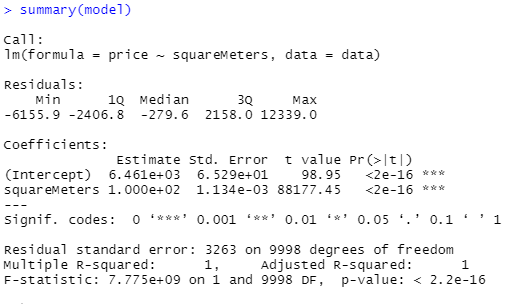 > summary(model)
Call:
lm(formula = price ~ squareMeters, data = data)
Residuals:
Min 1Q Median 3Q Max
-6155.9 -2406.8 -279.6 2158.0 12339.0
Coefficients:
Estimate Std. Error t value Pr(>|t|)
(Intercept) 6.461e+03 6.529e+01 98.95 <2e-16 ***
squareMeters 1.000e+02 1.134e-03 88177.45 <2e-16 ***
---
Signif. codes: 0 ‘***’ 0.001 ‘**’ 0.01 ‘*’ 0.05 ‘.’ 0.1 ‘ ’ 1
Residual standard error: 3263 on 9998 degrees of freedom
Multiple R-squared: 1, Adjusted R-squared: 1
F-statistic: 7.775e+09 on 1 and 9998 DF, p-value: < 2.2e-16